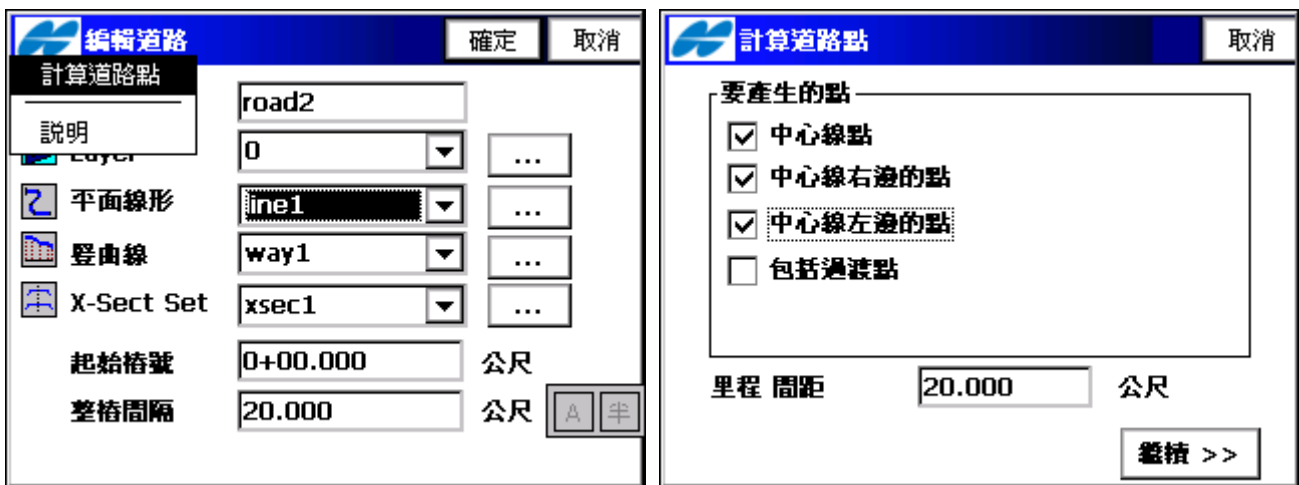 編輯道路 確定 取消
計算道路點
road2
説明
Layer 0 ...
平面線形 ine1 ...
豎曲線 way1 ...
X-Sect Set xsec1 ...
起始樁號 0+00.000 公尺
整樁間隔 20.000 公尺 A 半
計算道路點 取消
要產生的點
中心線點
中心線右邊的點
中心線左邊的點
包括過渡點
里程 間距 20.000 公尺
繼續 >>